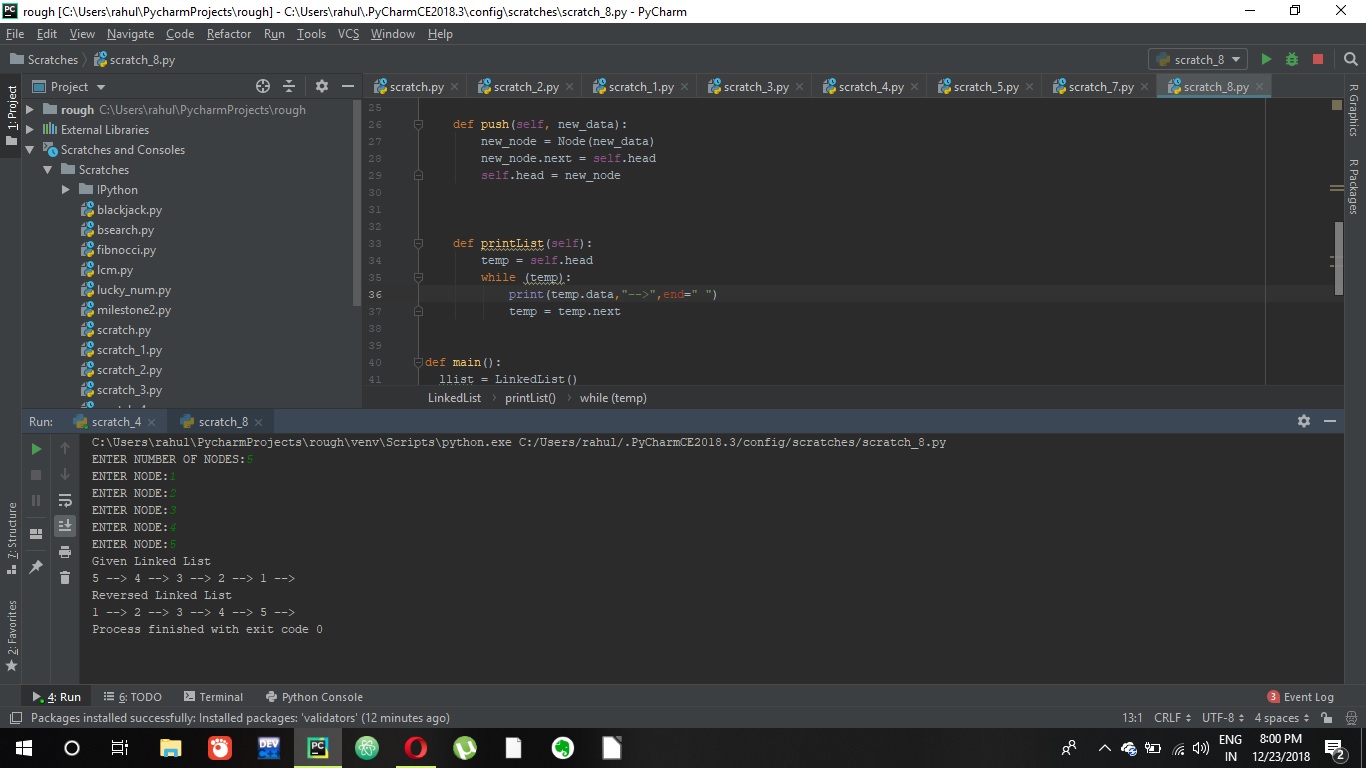 rough [C:\Users\rahul\PycharmProjects\rough] - C:\Users\rahul\.PyCharmCE2018.3\config\scratches\scratch_8.py - PyCharm
File Edit View Navigate Code Refactor Run Tools VCS Window Help
Scratches scratch_8.py
scratch_8
1: Project
Project
scratch.py scratch_2.py scratch_1.py scratch_3.py scratch_4.py scratch_5.py scratch_7.py scratch_8.py
rough C:\Users\rahul\PycharmProjects\rough
External Libraries
Scratches and Consoles
Scratches
IPython
blackjack.py
bsearch.py
fibnocci.py
lcm.py
lucky_num.py
milestone2.py
scratch.py
scratch_1.py
scratch_2.py
scratch_3.py
25
26 def push(self, new_data):
27 new_node = Node(new_data)
28 new_node.next = self.head
29 self.head = new_node
30
31
32
33 def printList(self):
34 temp = self.head
35 while (temp):
36 print(temp.data,"-->",end=" ")
37 temp = temp.next
38
39
40 def main():
41 llist = LinkedList()
LinkedList printList() while (temp)
R Graphics
R Packages
Run: scratch_4 scratch_8
C:\Users\rahul\PycharmProjects\rough\venv\Scripts\python.exe C:/Users/rahul/.PyCharmCE2018.3/config/scratches/scratch_8.py
ENTER NUMBER OF NODES:5
ENTER NODE:1
ENTER NODE:2
ENTER NODE:3
ENTER NODE:4
ENTER NODE:5
Given Linked List
5 --> 4 --> 3 --> 2 --> 1 -->
Reversed Linked List
1 --> 2 --> 3 --> 4 --> 5 -->
Process finished with exit code 0
7: Structure
2: Favorites
4: Run 6: TODO Terminal Python Console
3 Event Log
Packages installed successfully: Installed packages: 'validators' (12 minutes ago)
13:1 CRLF UTF-8 4 spaces
DEV
PC
ENG
IN
8:00 PM
12/23/2018
2